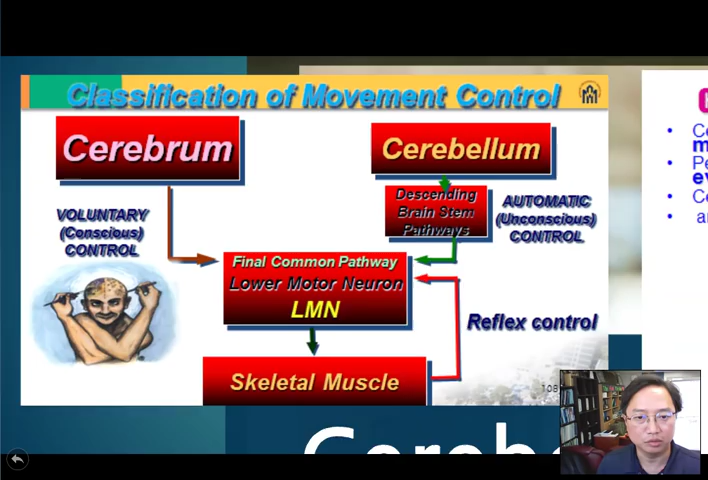 Classification of Movement Control
Cerebrum
Cerebellum
Descending
Brain Stem
Pathways
VOLUNTARY
(Conscious)
CONTROL
AUTOMATIC
(Unconscious)
CONTROL
Final Common Pathway
Lower Motor Neuron
LMN
Reflex control
Skeletal Muscle
108